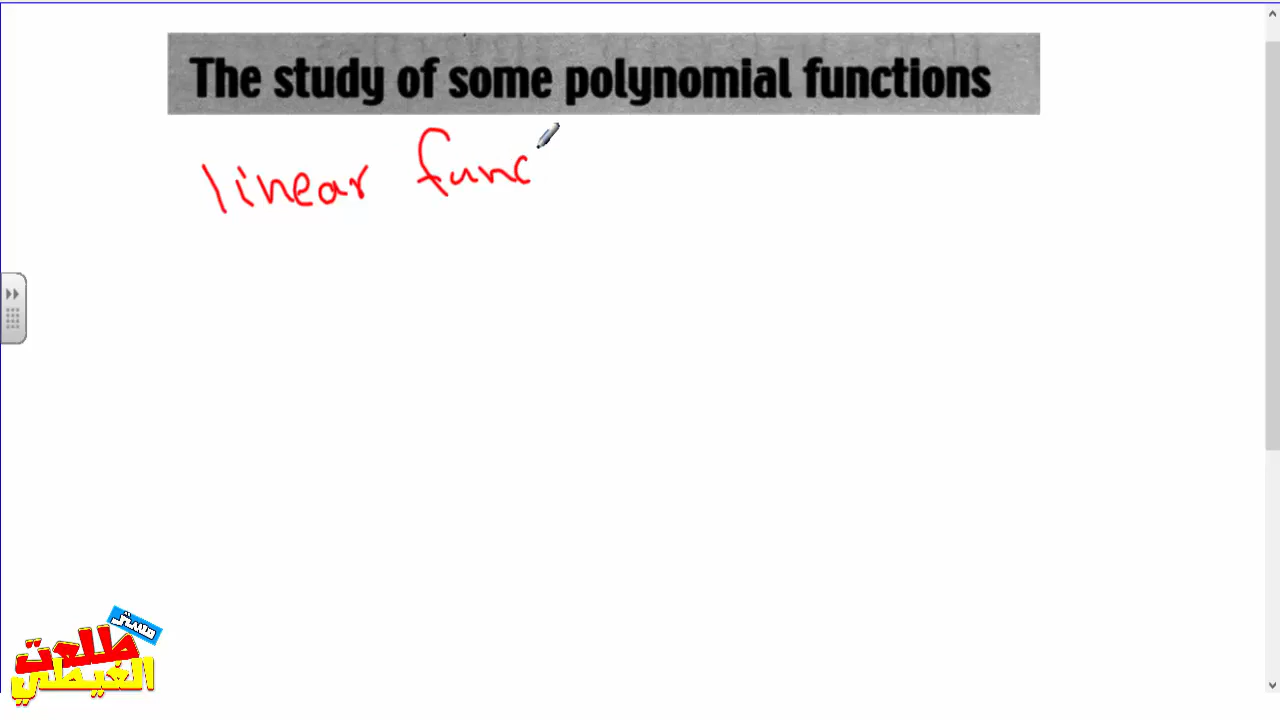 The study of some polynomial functions
linear func
مستر
طلعت
الغيطي